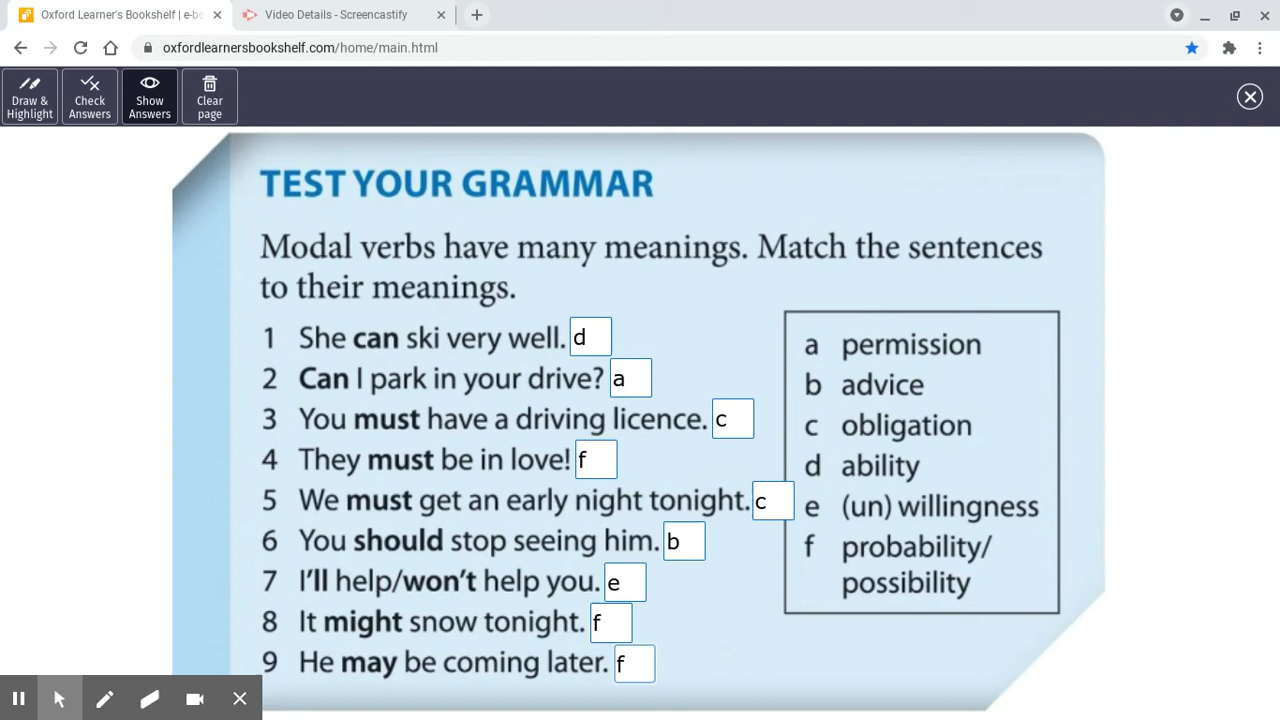 Oxford Learner's Bookshelf | e-bo
Video Details - Screencastify
oxfordlearnersbookshelf.com/home/main.html
Draw & Highlight
Check Answers
Show Answers
Clear page
TEST YOUR GRAMMAR
Modal verbs have many meanings. Match the sentences
to their meanings.
1 She can ski very well. d
2 Can I park in your drive? a
3 You must have a driving licence. c
4 They must be in love! f
5 We must get an early night tonight. c
6 You should stop seeing him. b
7 I'll help/won't help you. e
8 It might snow tonight. f
9 He may be coming later. f
a permission
b advice
c obligation
d ability
e (un) willingness
f probability/
possibility